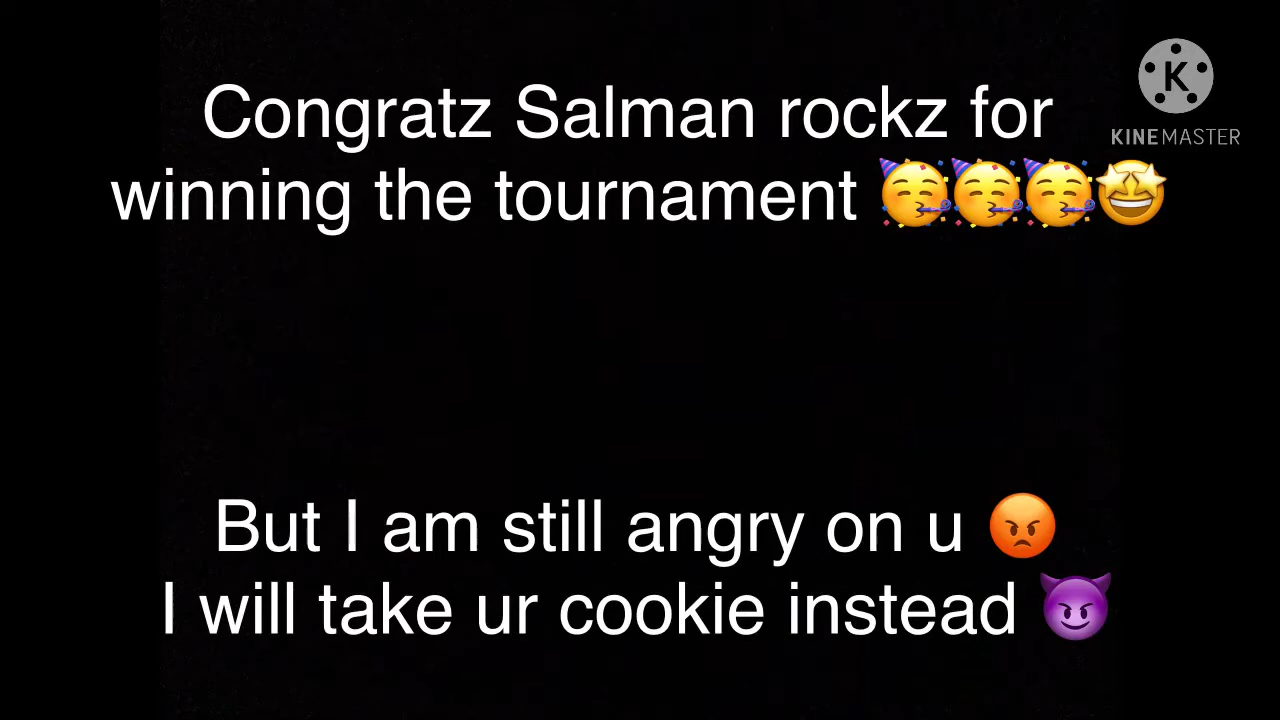 Congratz Salman rockz for
winning the tournament 🥳🥳🥳🤩
K
KINEMASTER
But I am still angry on u 😡
I will take ur cookie instead 😈